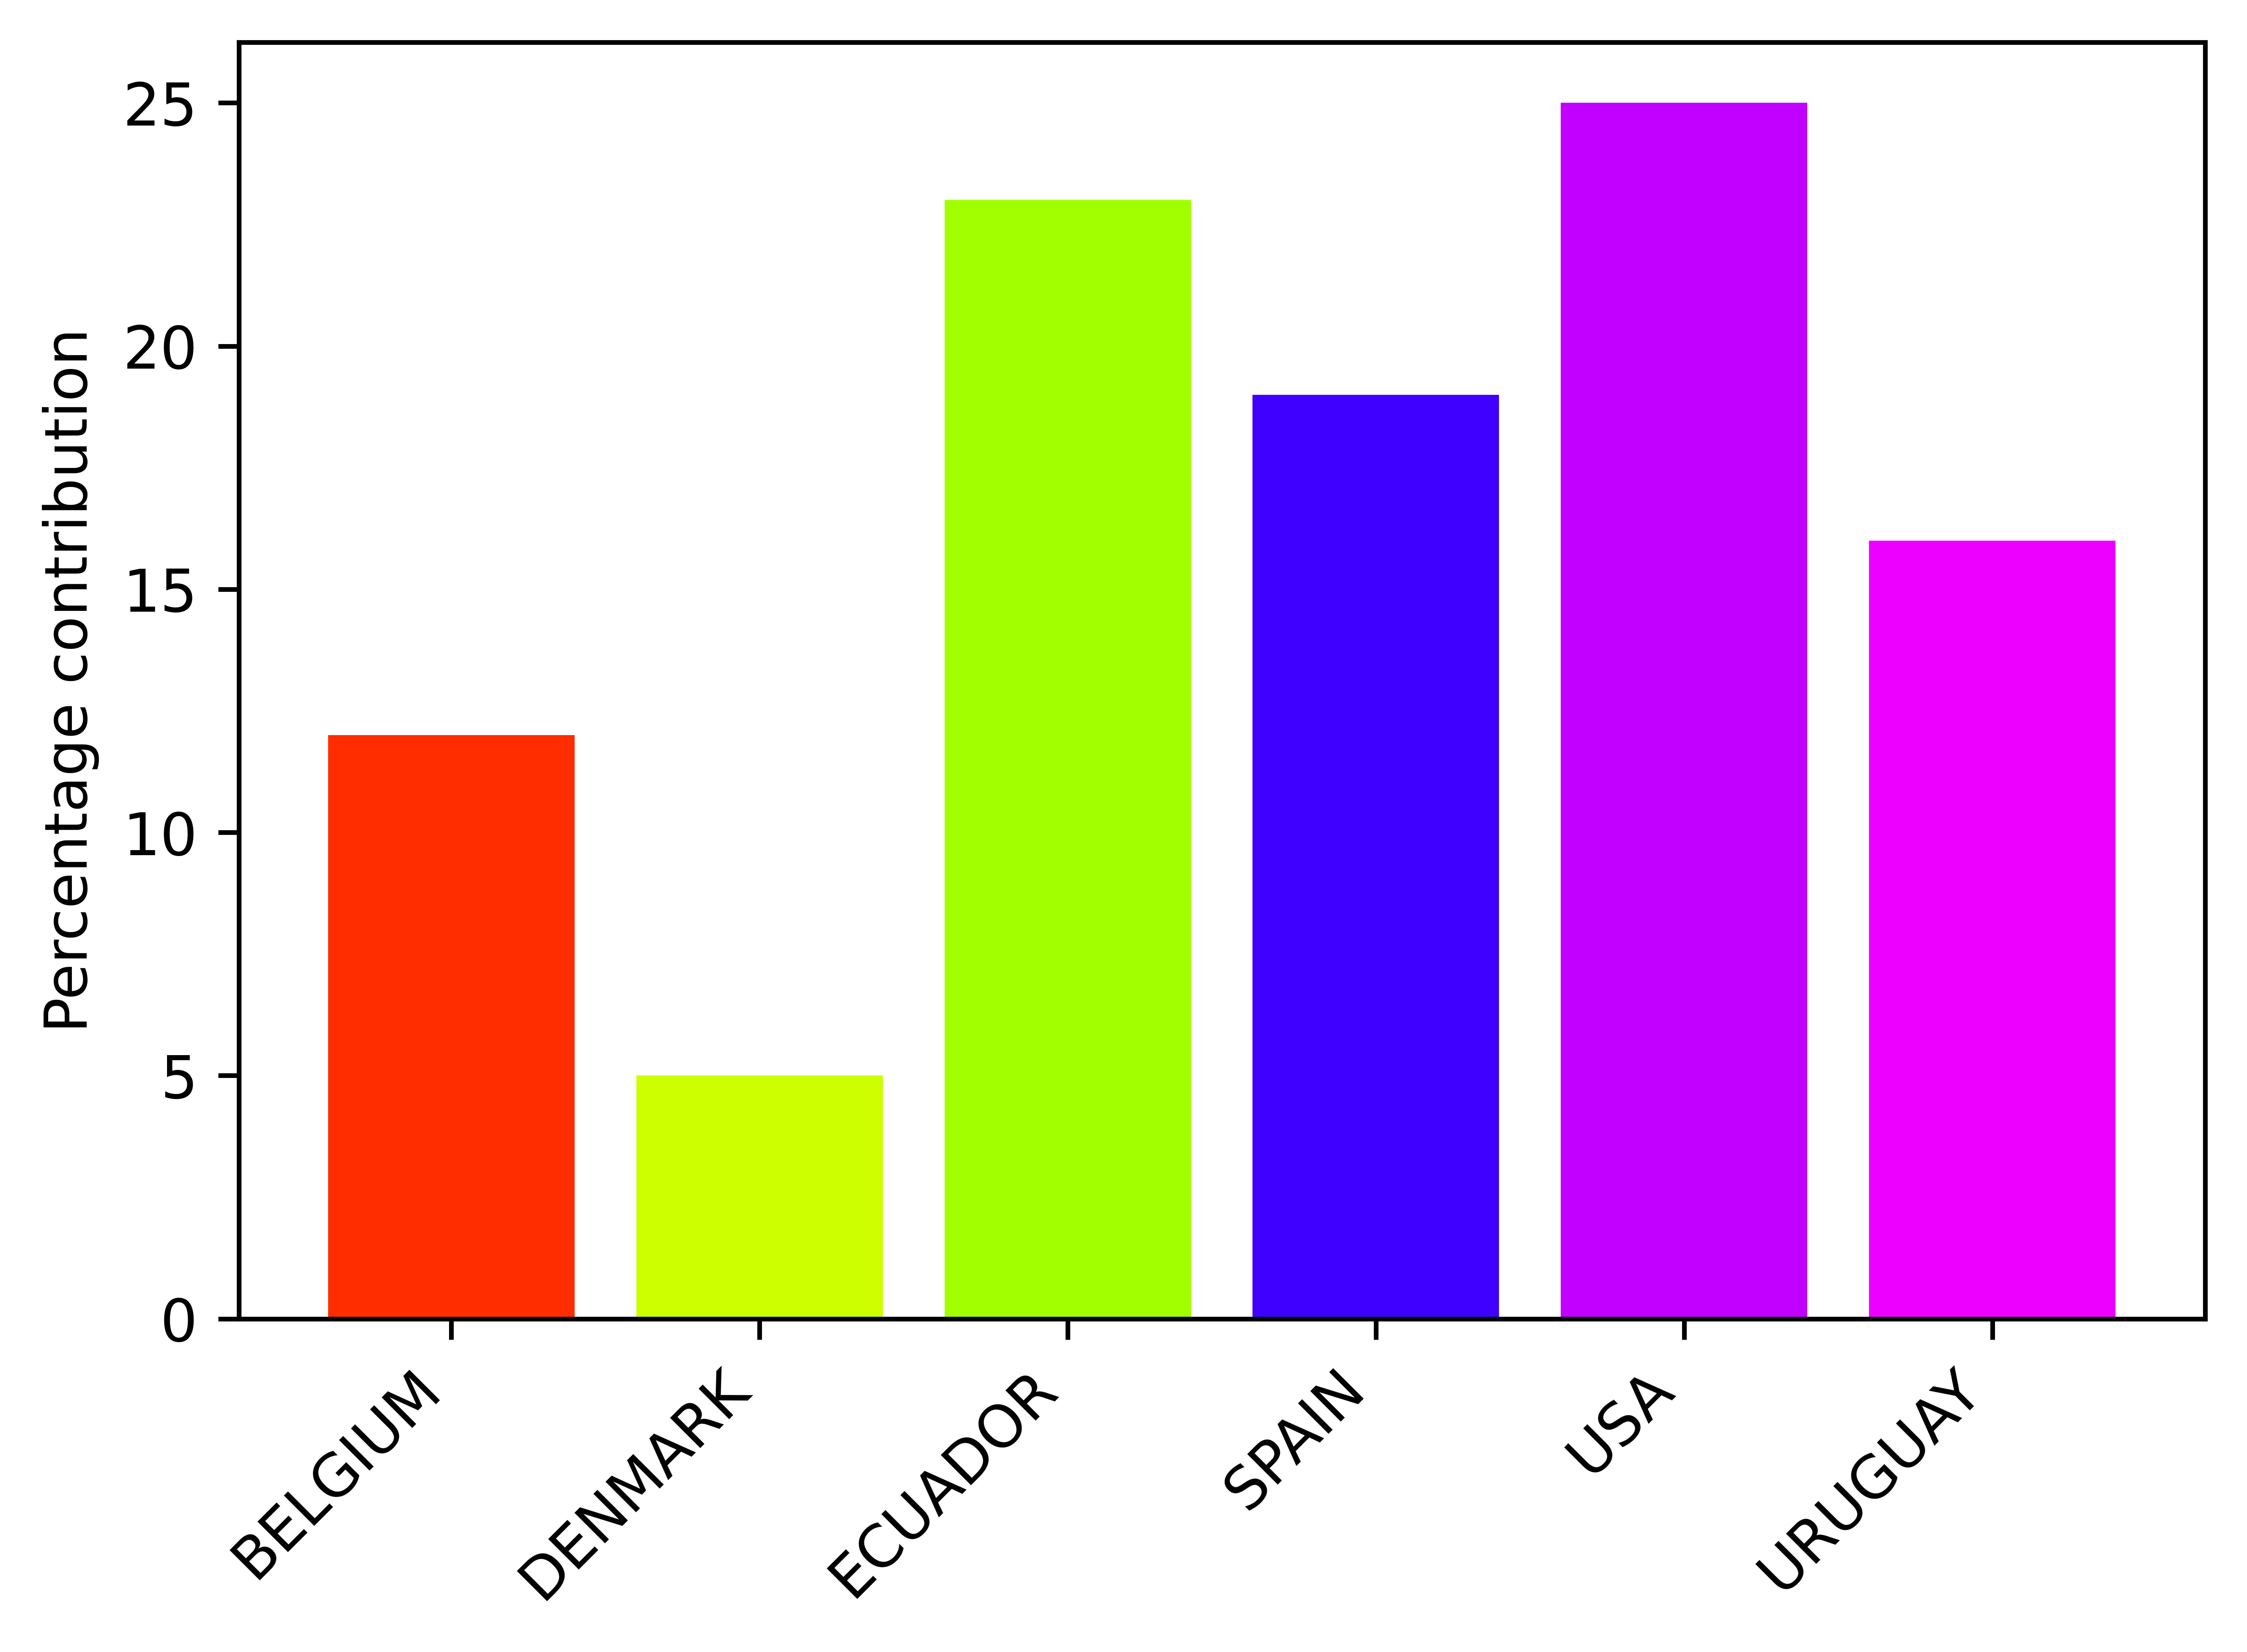 Percentage contribution
25
20
15
10
5
0
BELGIUM
DENMARK
ECUADOR
SPAIN
USA
URUGUAY